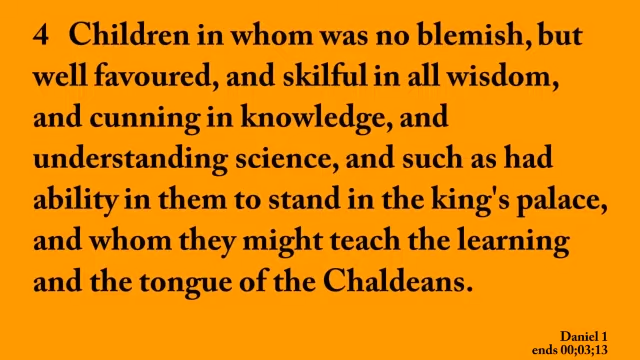 4 Children in whom was no blemish, but
well favoured, and skilful in all wisdom,
and cunning in knowledge, and
understanding science, and such as had
ability in them to stand in the king's palace,
and whom they might teach the learning
and the tongue of the Chaldeans.
Daniel 1
ends 00;03;13